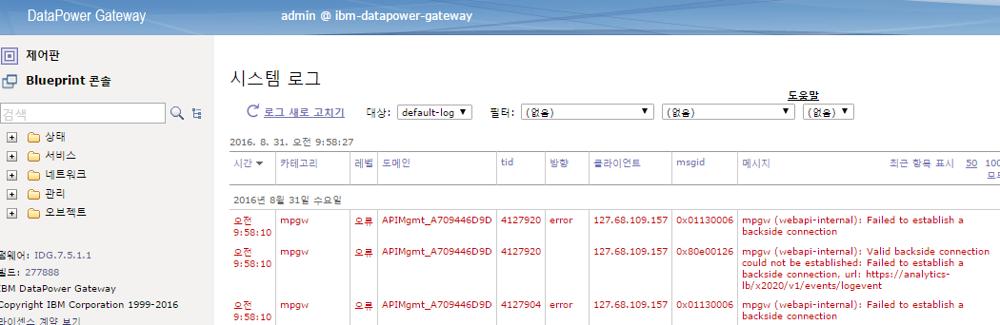 DataPower Gateway
admin @ ibm-datapower-gateway
제어판
Blueprint 콘솔
검색
상태
서비스
네트워크
관리
오브젝트
펌웨어: IDG.7.5.1.1
빌드: 277888
IBM DataPower Gateway
Copyright IBM Corporation 1999-2016
라이센스 계약 보기
시스템 로그
도움말
로그 새로 고치기 대상: default-log 필터: (없음) (없음) (없음)
2016. 8. 31. 오전 9:58:27
시간 카테고리 레벨 도메인 tid 방향 클라이언트 msgid 메시지 최근 항목 표시 50 100
2016년 8월 31일 수요일
오전 mpgw 오류 APIMgmt_A709446D9D 4127920 error 127.68.109.157 0x01130006 mpgw (webapi-internal): Failed to establish a
9:58:10 backside connection
오전 mpgw 오류 APIMgmt_A709446D9D 4127920 127.68.109.157 0x80e00126 mpgw (webapi-internal): Valid backside connection
9:58:10 could not be established: Failed to establish a
backside connection, url: https://analytics-
lb/x2020/v1/events/logevent
오전 mpgw 오류 APIMgmt_A709446D9D 4127904 error 127.68.109.157 0x01130006 mpgw (webapi-internal): Failed to establish a
9:58:10 backside connection